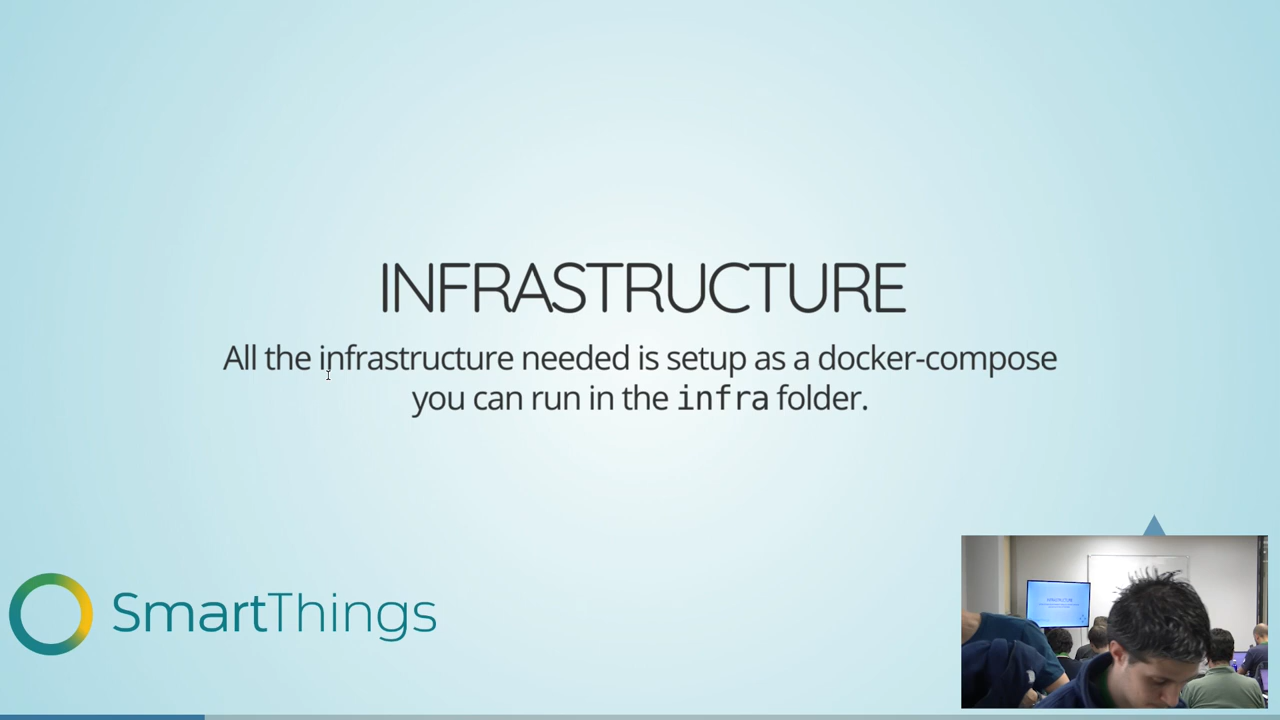 INFRASTRUCTURE
All the infrastructure needed is setup as a docker-compose
you can run in the infra folder.
SmartThings